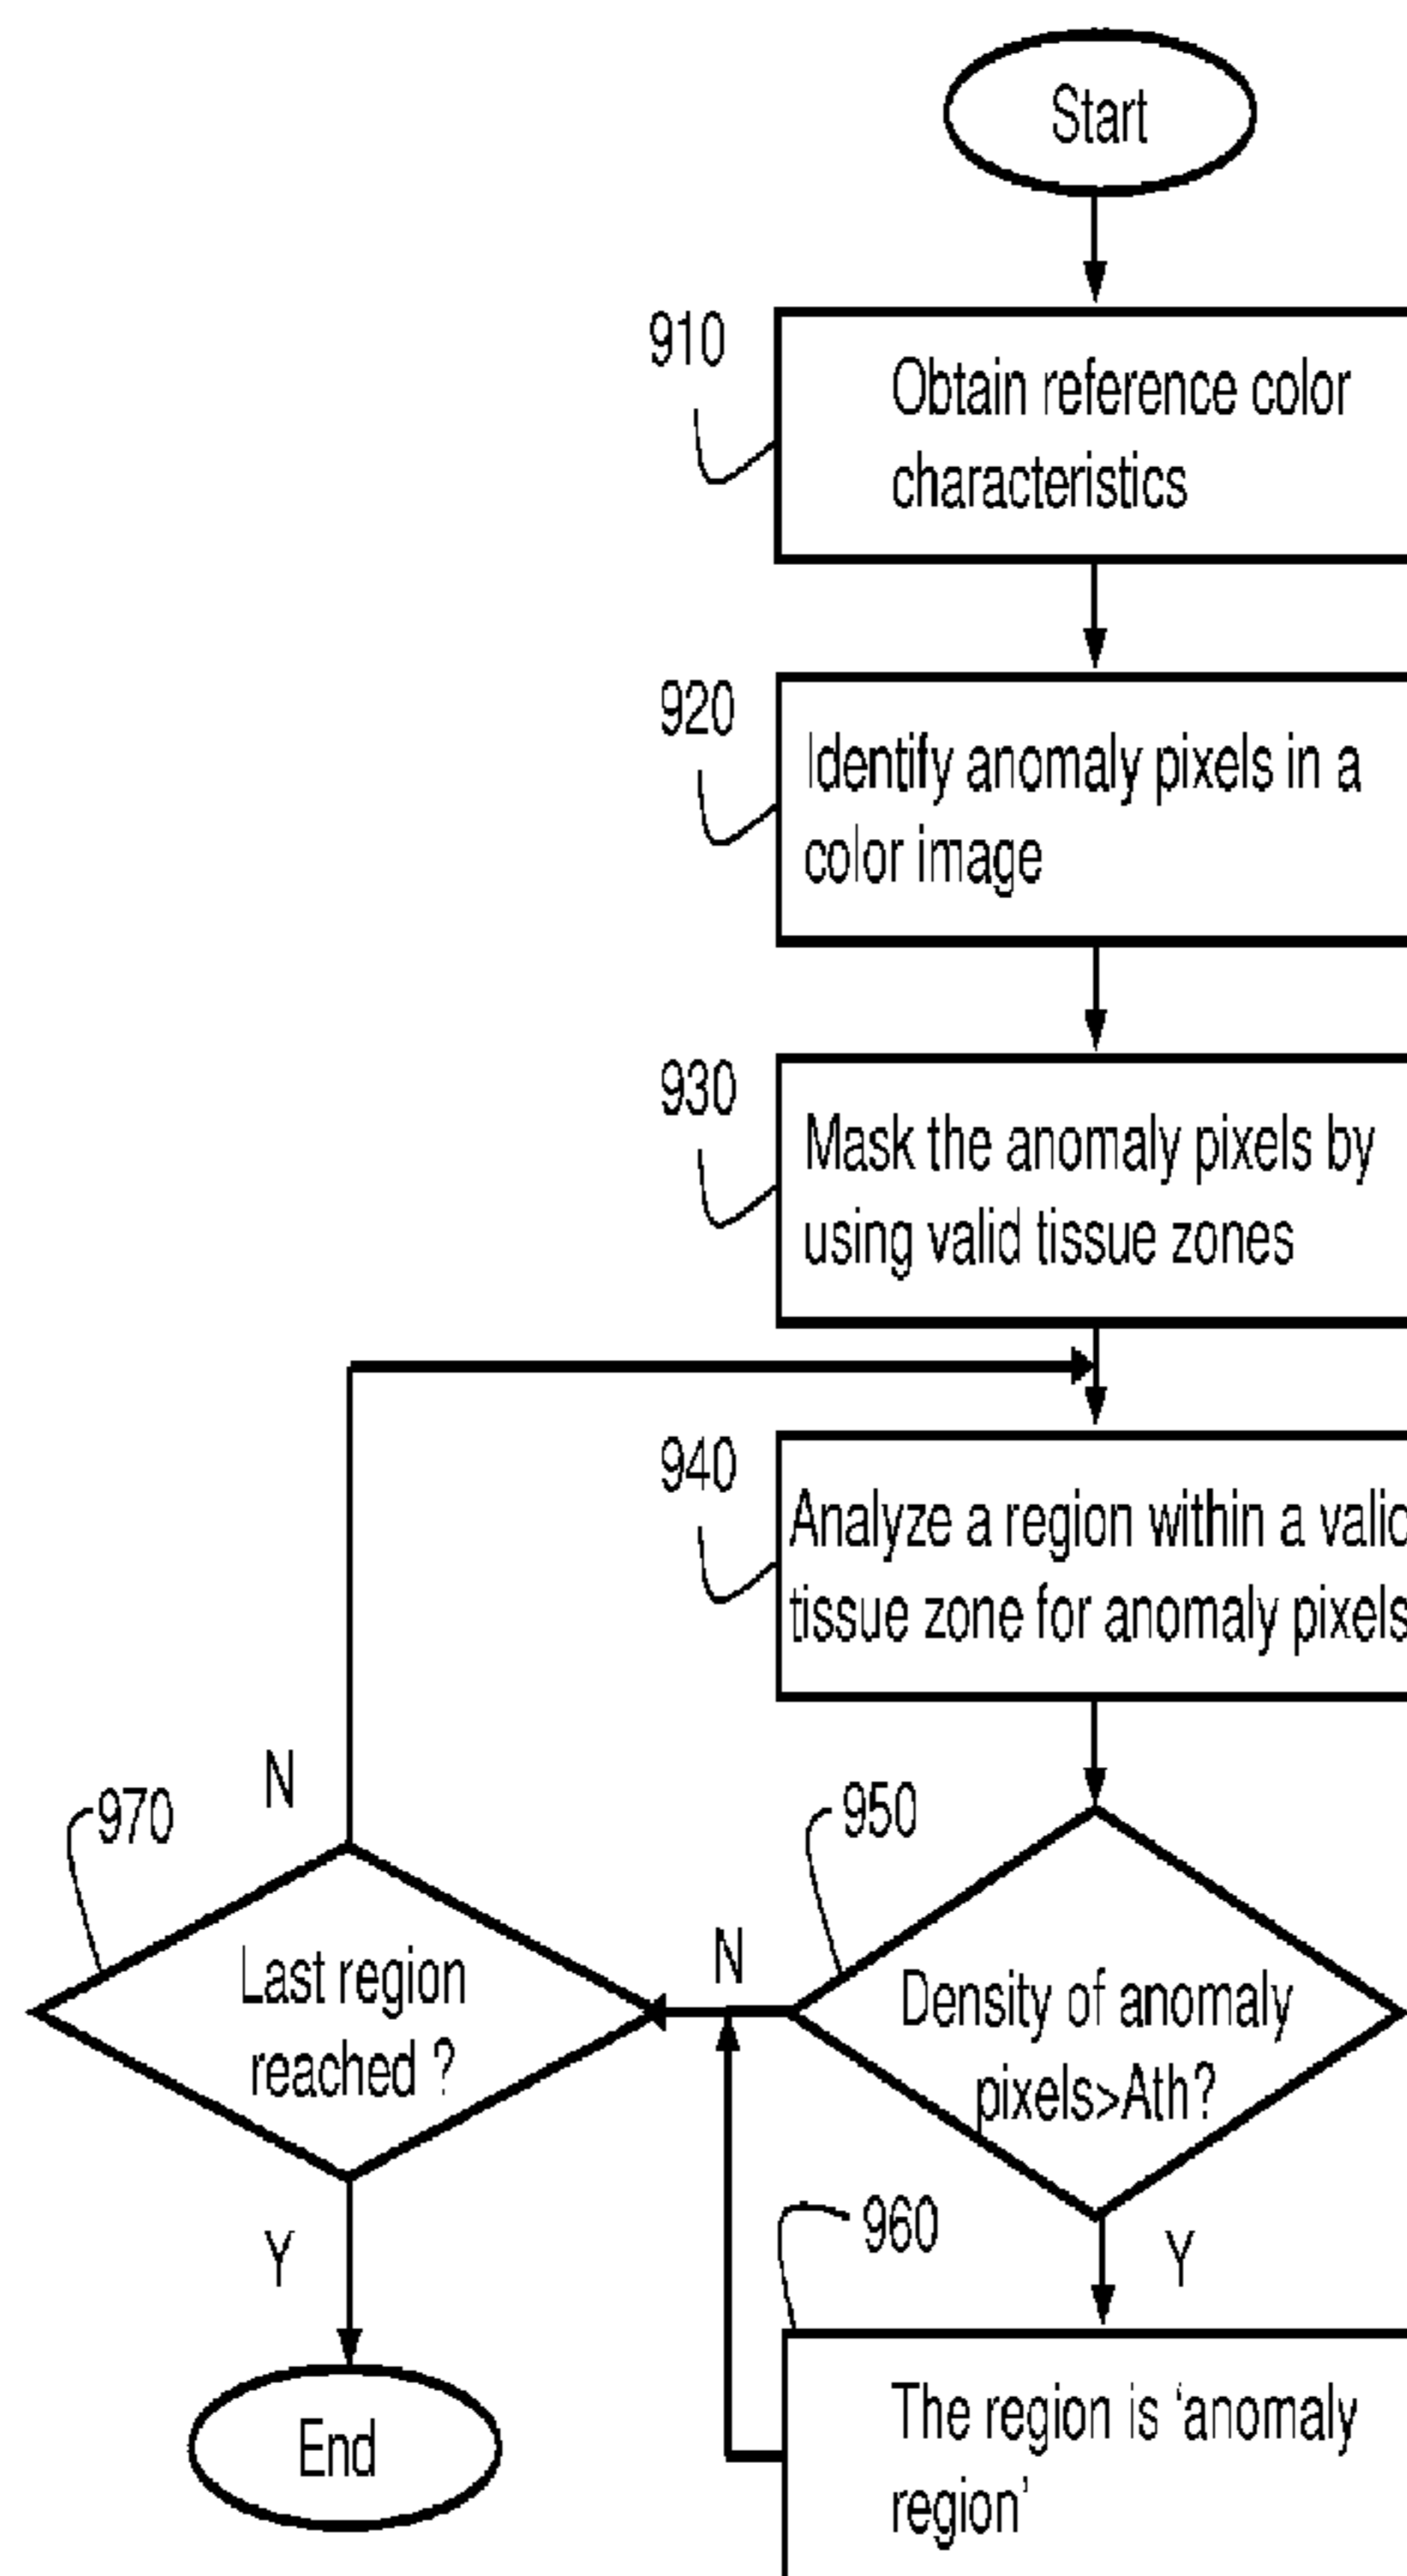 Start
910
Obtain reference color
characteristics
920
Identify anomaly pixels in a
color image
930
Mask the anomaly pixels by
using valid tissue zones
940
Analyze a region within a valid
tissue zone for anomaly pixels
950
Density of anomaly
pixels>Ath?
N
Y
960
The region is ‘anomaly
region’
970
Last region
reached ?
N
Y
End